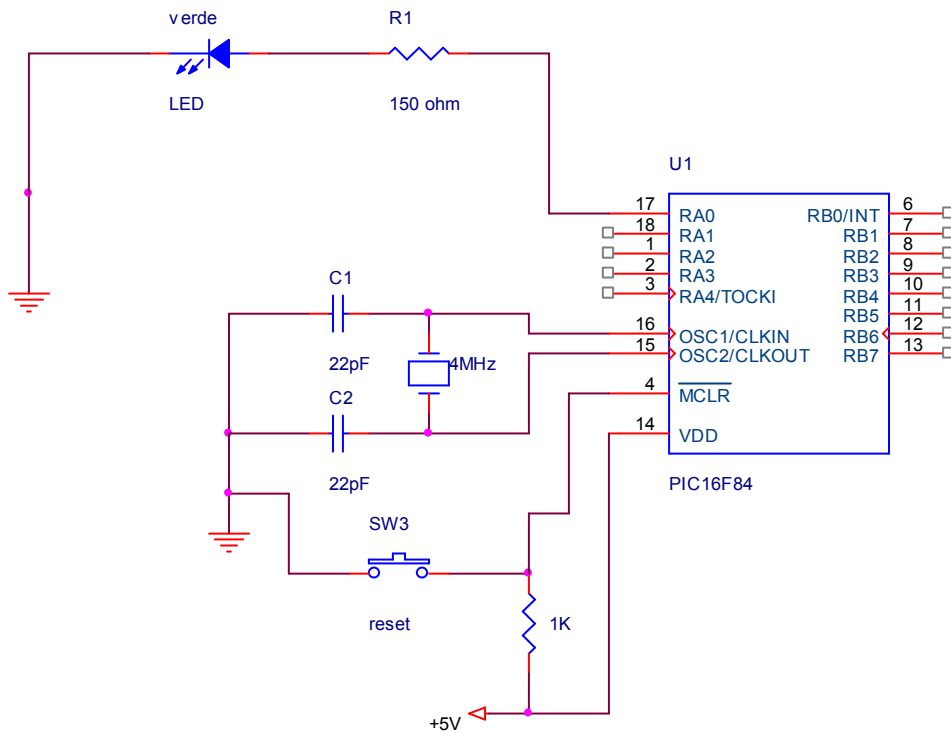 verde
R1
LED
150 ohm
U1
17
RA0
RB0/INT
6
18
RA1
RB1
7
1
RA2
RB2
8
2
RA3
RB3
9
3
RA4/TOCKI
RB4
10
RB5
11
C1
16
OSC1/CLKIN
RB6
12
15
OSC2/CLKOUT
RB7
13
22pF
4MHz
C2
4
MCLR
14
VDD
22pF
PIC16F84
SW3
reset
1K
+5V